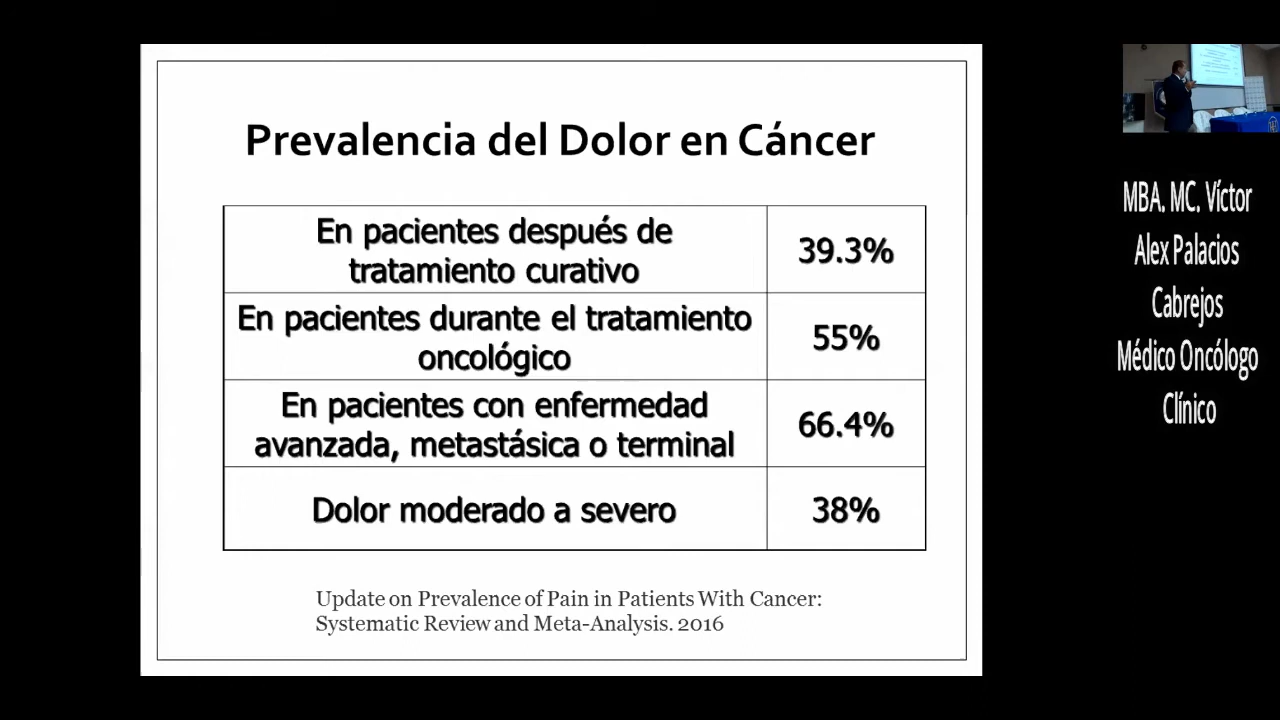 Prevalencia del Dolor en Cáncer
En pacientes después de
tratamiento curativo
39.3%
En pacientes durante el tratamiento
oncológico
55%
En pacientes con enfermedad
avanzada, metastásica o terminal
66.4%
Dolor moderado a severo
38%
Update on Prevalence of Pain in Patients With Cancer:
Systematic Review and Meta-Analysis. 2016
MBA. MC. Víctor
Alex Palacios
Cabrejos
Médico Oncólogo
Clínico